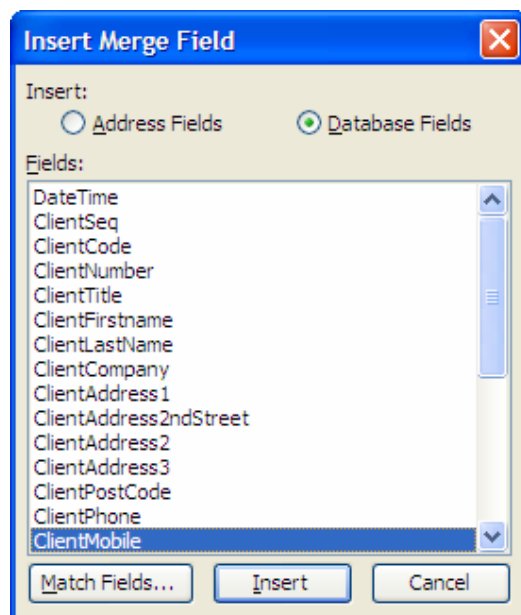 Insert Merge Field
Insert:
Address Fields Database Fields
Fields:
DateTime
ClientSeq
ClientCode
ClientNumber
ClientTitle
ClientFirstname
ClientLastName
ClientCompany
ClientAddress1
ClientAddress2ndStreet
ClientAddress2
ClientAddress3
ClientPostCode
ClientPhone
ClientMobile
Match Fields... Insert Cancel